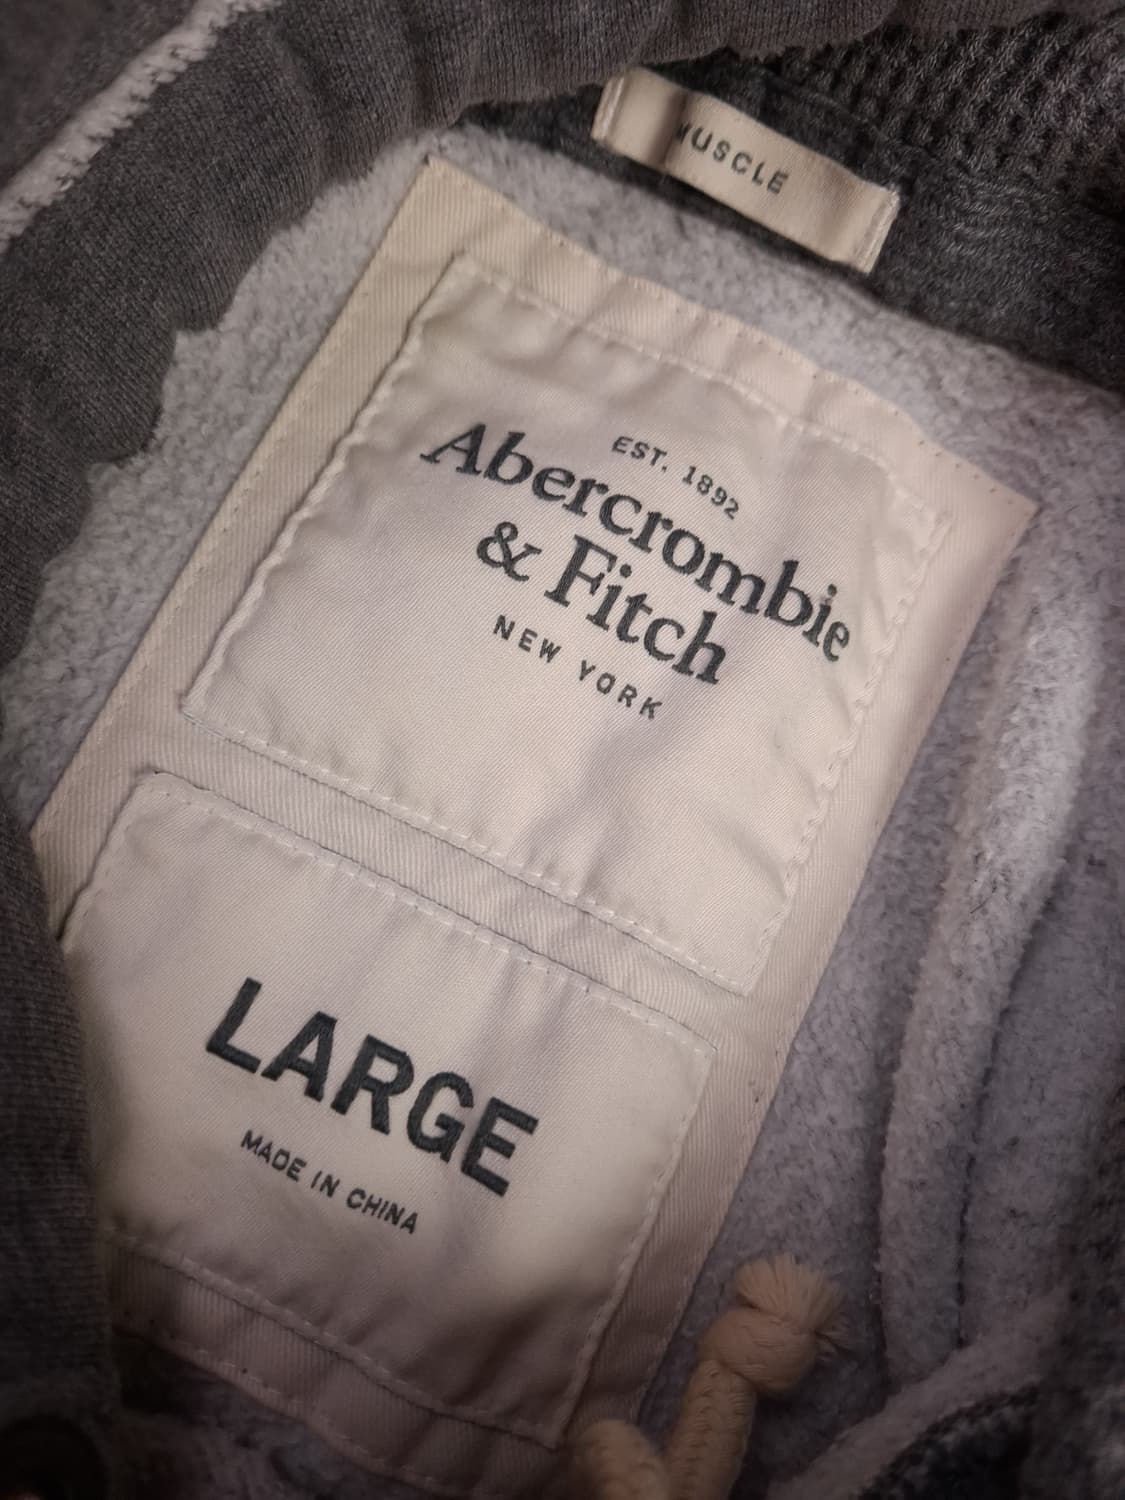 MUSCLE
EST. 1892
Abercrombie
& Fitch
NEW YORK
LARGE
MADE IN CHINA